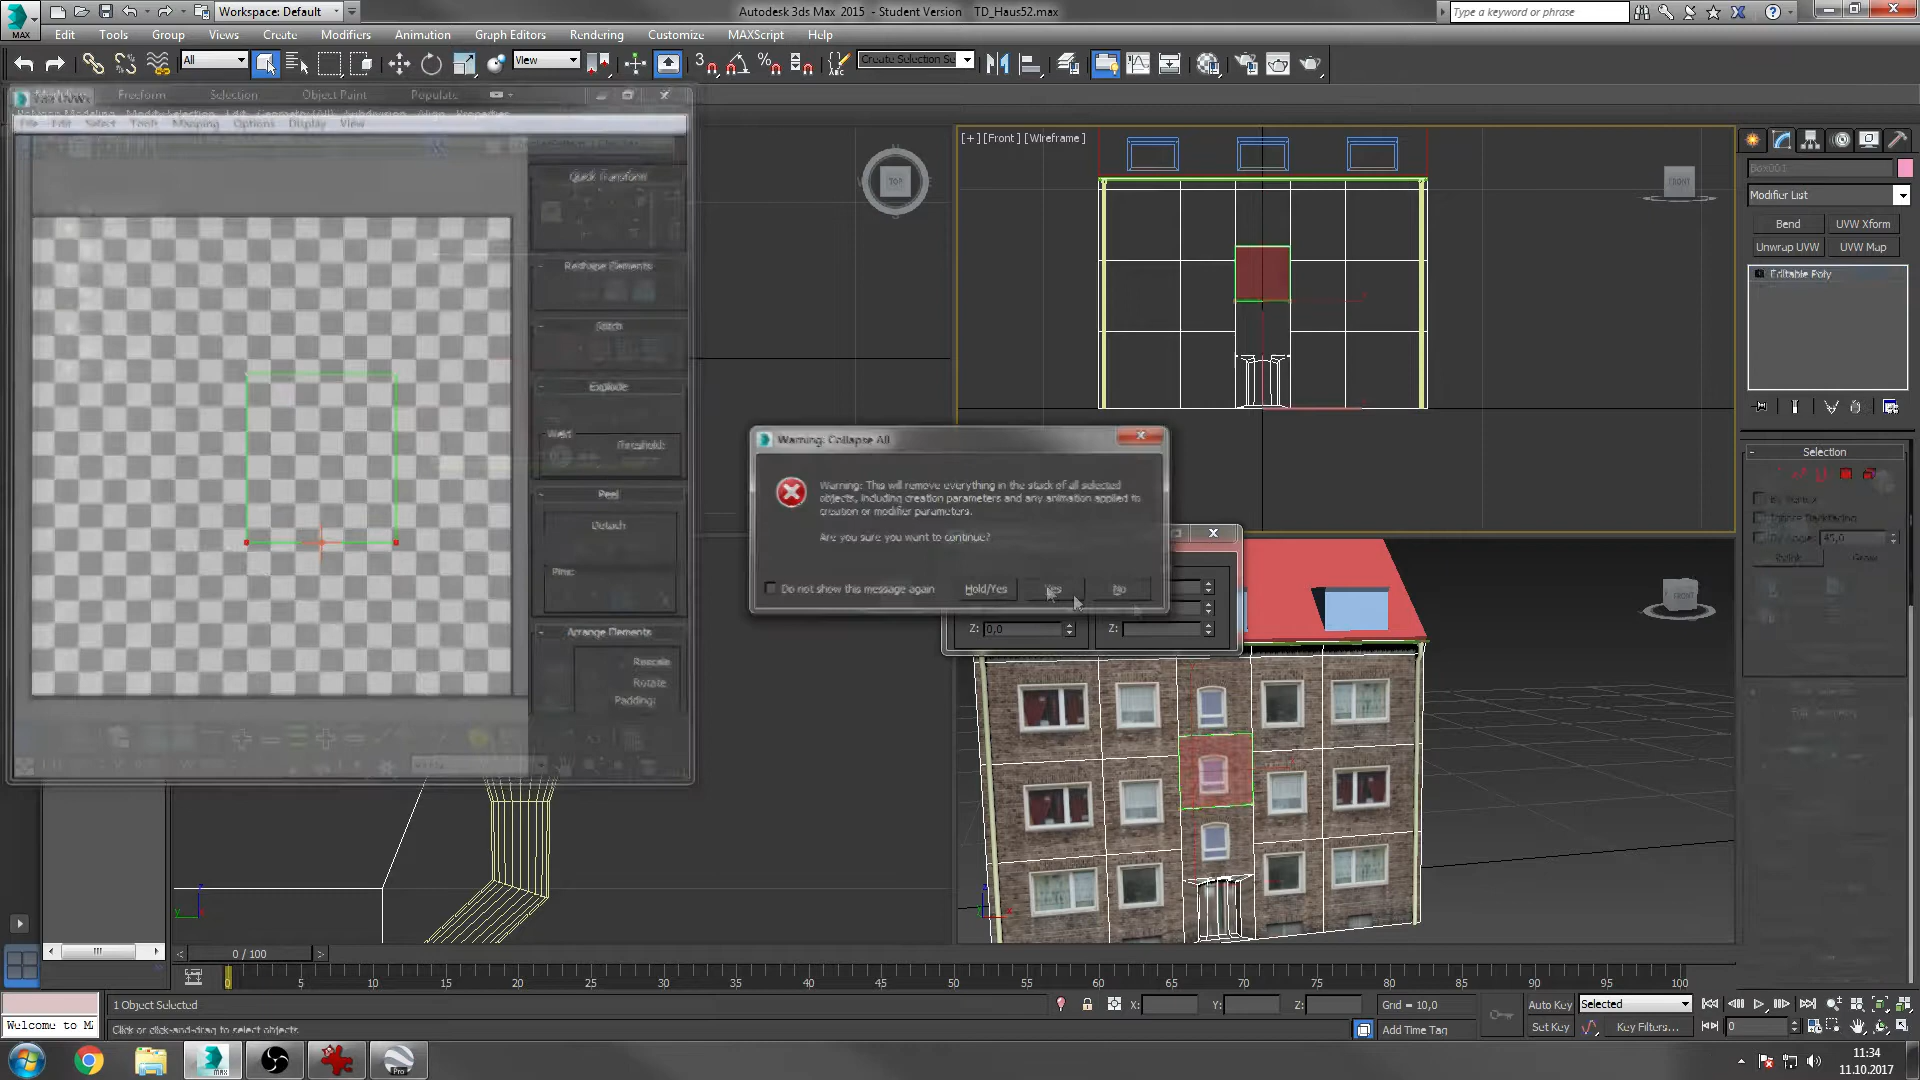 Workspace: Default
Autodesk 3ds Max 2015 - Student Version TD_Haus52.max
Type a keyword or phrase
MAX
Edit Tools Group Views Create Modifiers Animation Graph Editors Rendering Customize MAXScript Help
All
View
Create Selection Se
Freeform Selection Object Paint Populate
Edit Select Tools Mapping Options Display View
[+][Front][Wireframe]
TOP
FRONT
Box001
Modifier List
Bend UVW Xform
Unwrap UVW UVW Map
Editable Poly
Quick Transform
Reshape Elements
Stitch
Explode
Weld Threshold:
Peel
Detach
Pins:
Arrange Elements
Rescale
Rotate
Padding:
Selection
By Vertex
Ignore Backfacing
45,0
Warning: Collapse All
Warning: This will remove everything in the stack of all selected
objects, including creation parameters and any animation applied to
creation or modifier parameters.
Are you sure you want to continue?
Do not show this message again Hold/Yes Yes No
Z: 0,0 Z:
FRONT
0 / 100
0 5 10 15 20 25 30 35 40 45 50 55 60 65 70 75 80 85 90 95 100
1 Object Selected X: Y: Z: Grid = 10,0 Auto Key Selected
Welcome to M
Click or click-and-drag to select objects
Add Time Tag Set Key Key Filters... 0
11:34
11.10.2017
MAX
Pro